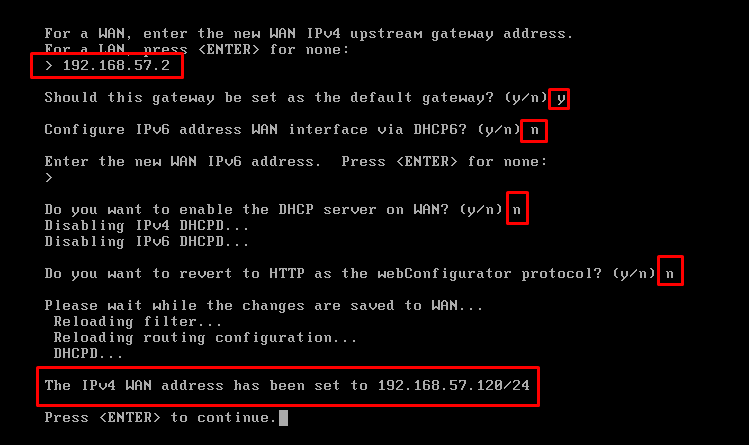 For a WAN, enter the new WAN IPv4 upstream gateway address.
For a LAN, press <ENTER> for none:
> 192.168.57.2
Should this gateway be set as the default gateway? (y/n) y
Configure IPv6 address WAN interface via DHCP6? (y/n) n
Enter the new WAN IPv6 address.  Press <ENTER> for none:
>
Do you want to enable the DHCP server on WAN? (y/n) n
Disabling IPv4 DHCPD...
Disabling IPv6 DHCPD...
Do you want to revert to HTTP as the webConfigurator protocol? (y/n) n
Please wait while the changes are saved to WAN...
Reloading filter...
Reloading routing configuration...
DHCPD...
The IPv4 WAN address has been set to 192.168.57.120/24
Press <ENTER> to continue.